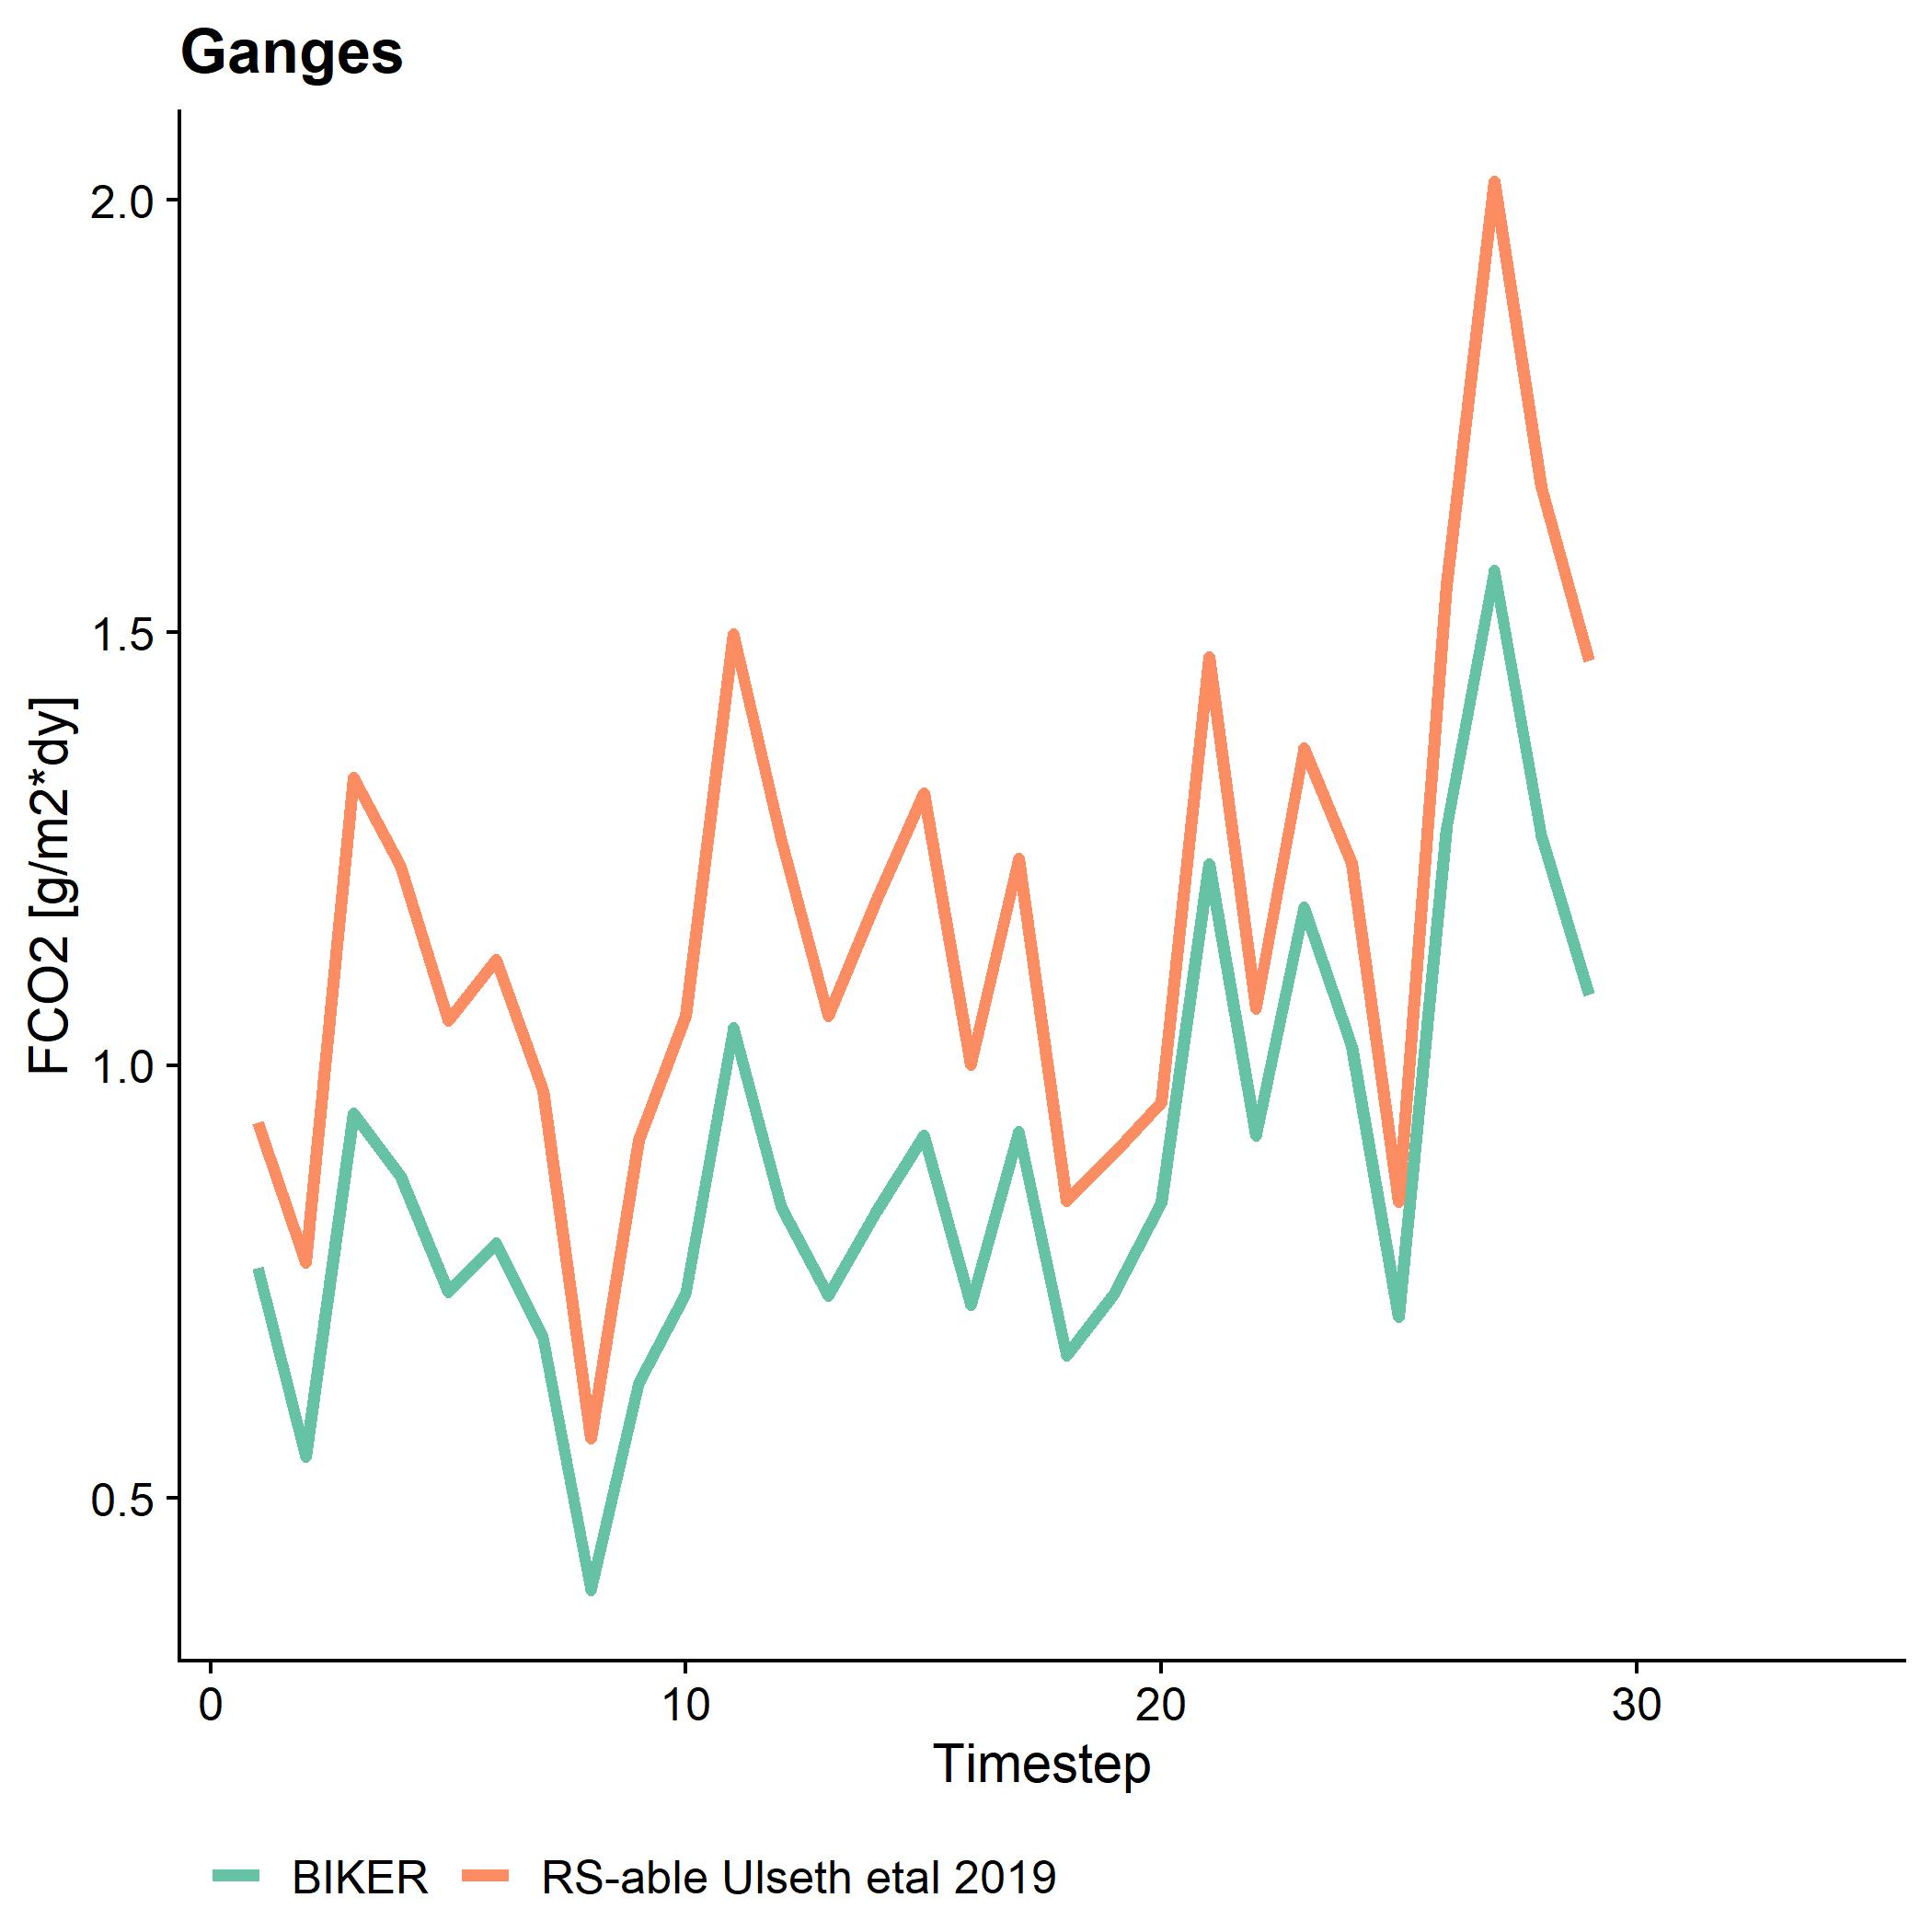 Ganges
FCO2 [g/m2*dy]
2.0
1.5
1.0
0.5
0 10 20 30
Timestep
BIKER RS-able Ulseth etal 2019